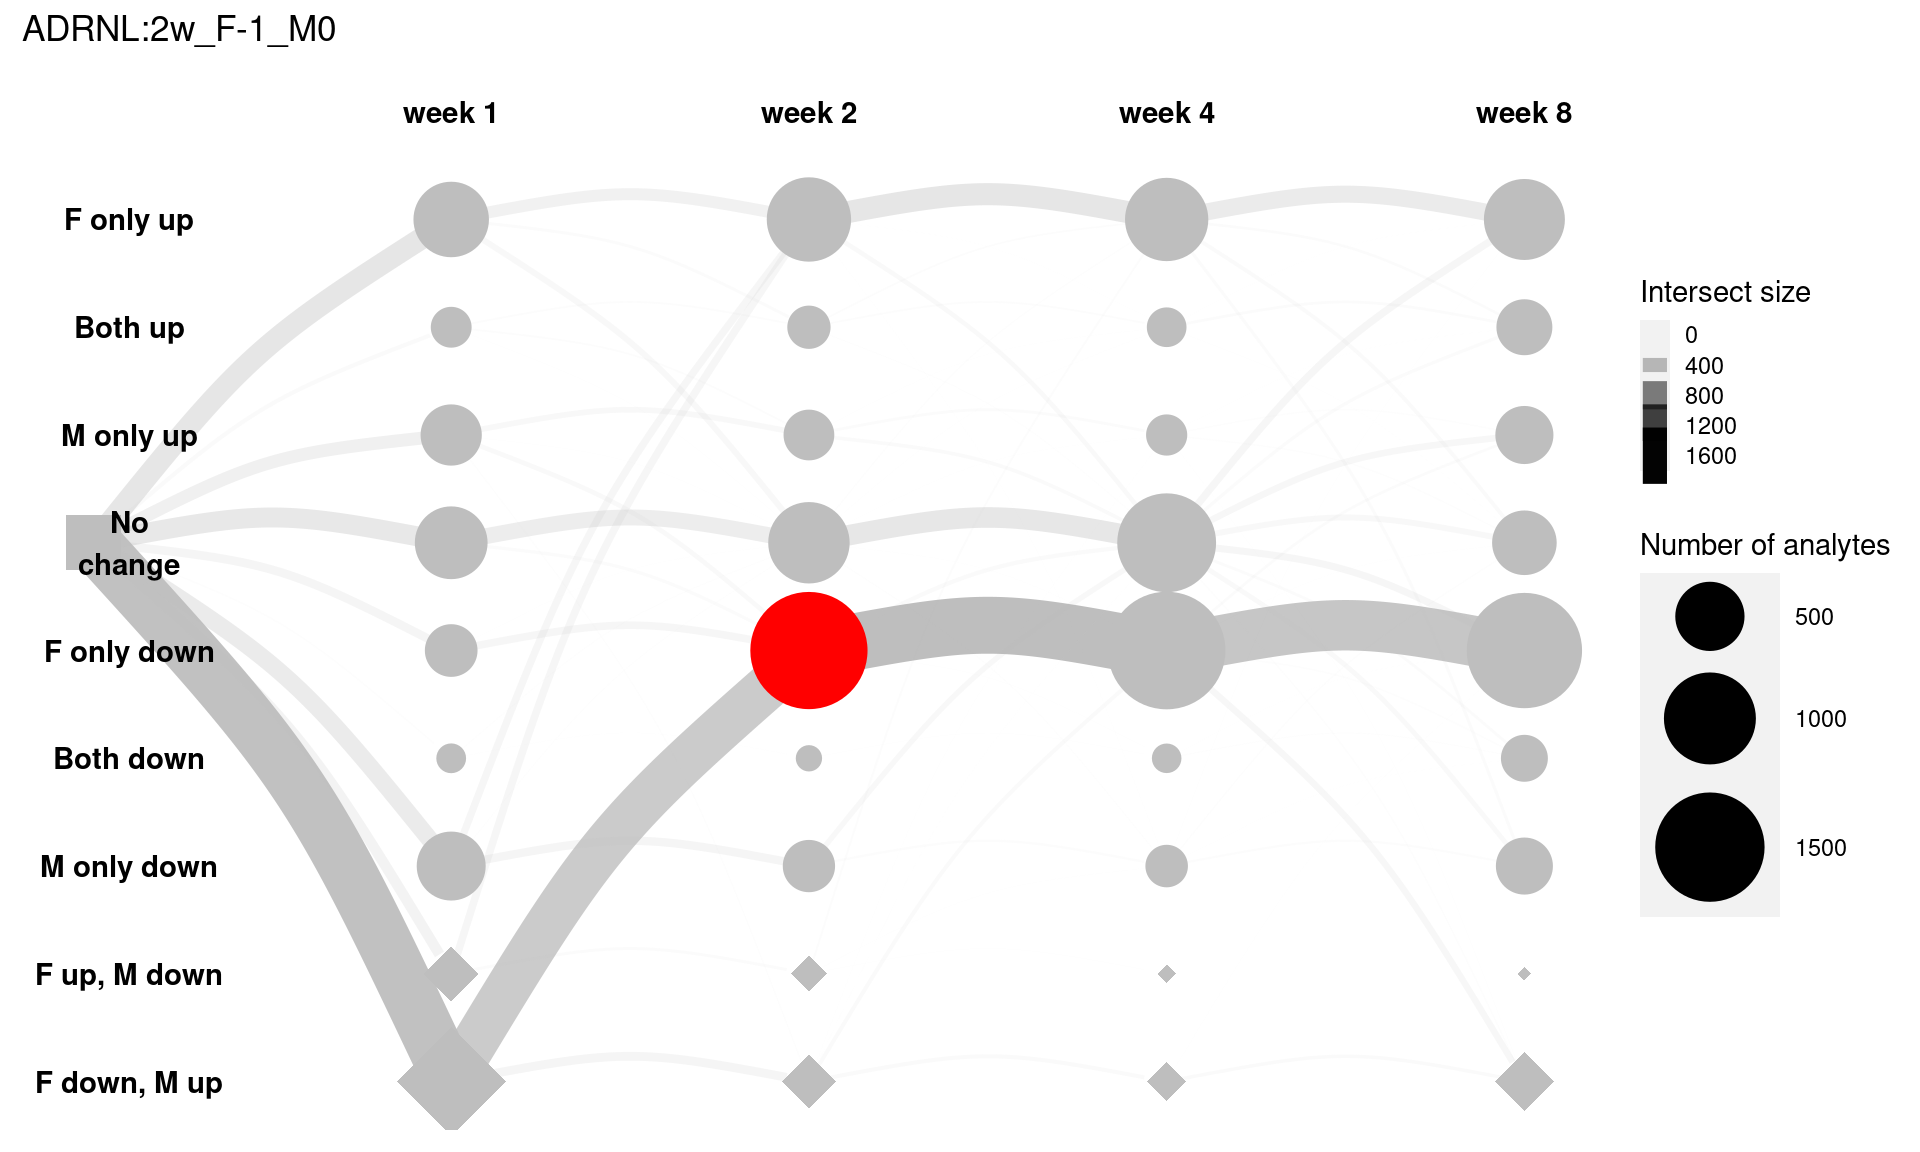 ADRNL:2w_F-1_M0
week 1
week 2
week 4
week 8
F only up
Both up
M only up
No
change
F only down
Both down
M only down
F up, M down
F down, M up
Intersect size
0
400
800
1200
1600
Number of analytes
500
1000
1500